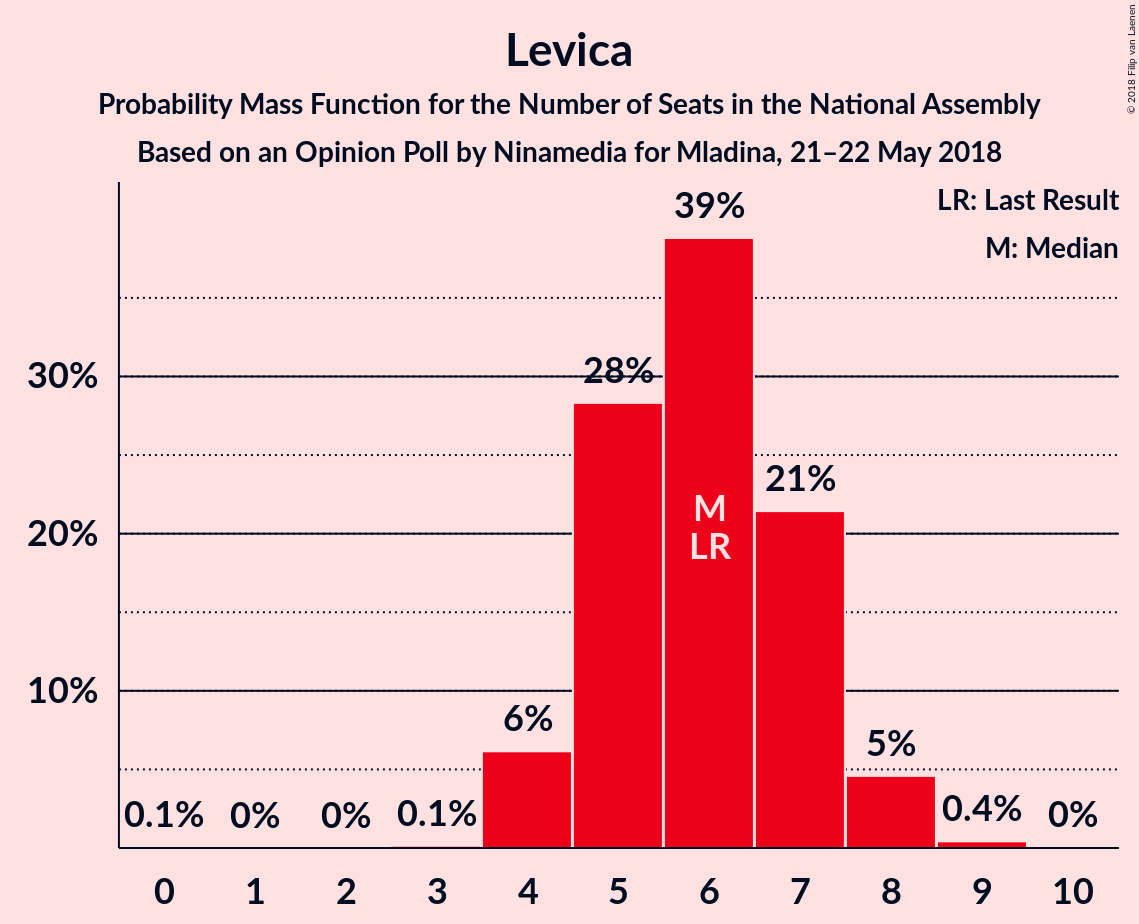 Levica
Probability Mass Function for the Number of Seats in the National Assembly
Based on an Opinion Poll by Ninamedia for Mladina, 21–22 May 2018
© 2018 Filip van Laenen
LR: Last Result
M: Median
39%
30%
28%
21%
M
LR
20%
10%
6%
5%
0.1%
0%
0%
0.1%
0.4%
0%
0 1 2 3 4 5 6 7 8 9 10